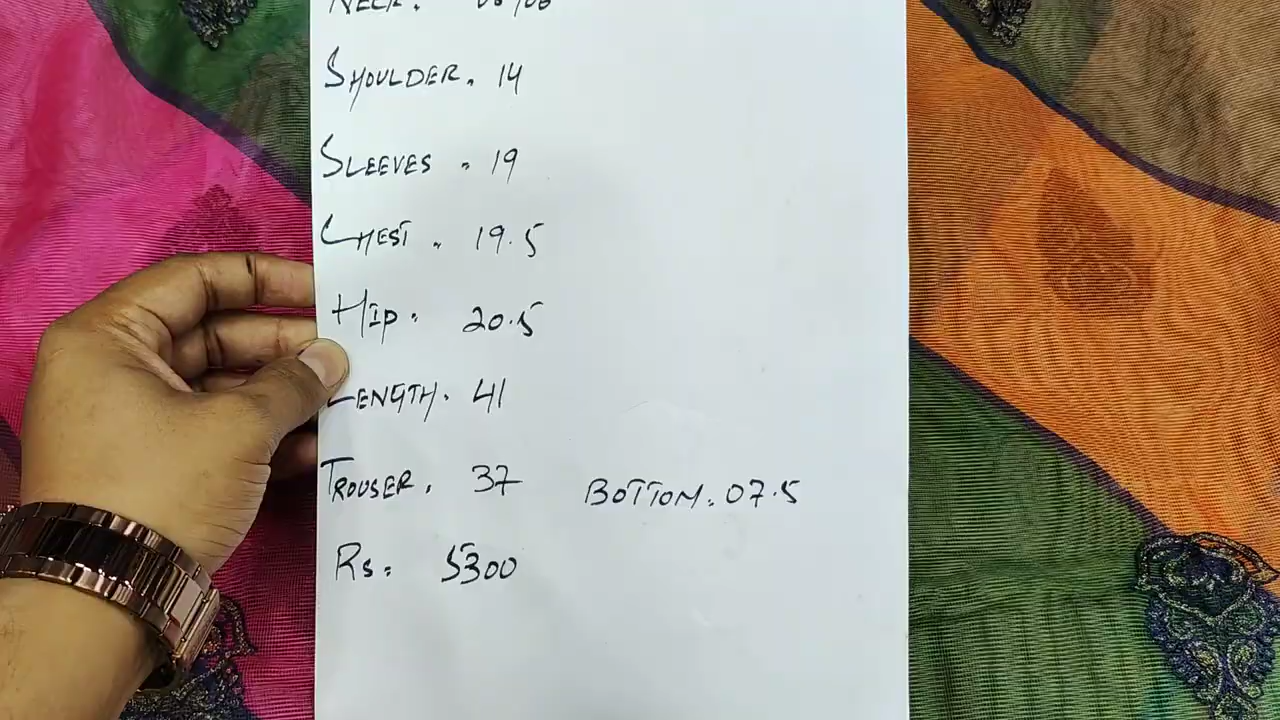 SHOULDER. 14
SLEEVES. 19
CHEST. 19.5
HIP. 20.5
LENGTH. 41
TROUSER. 37 BOTTOM. 07.5
Rs. 5300